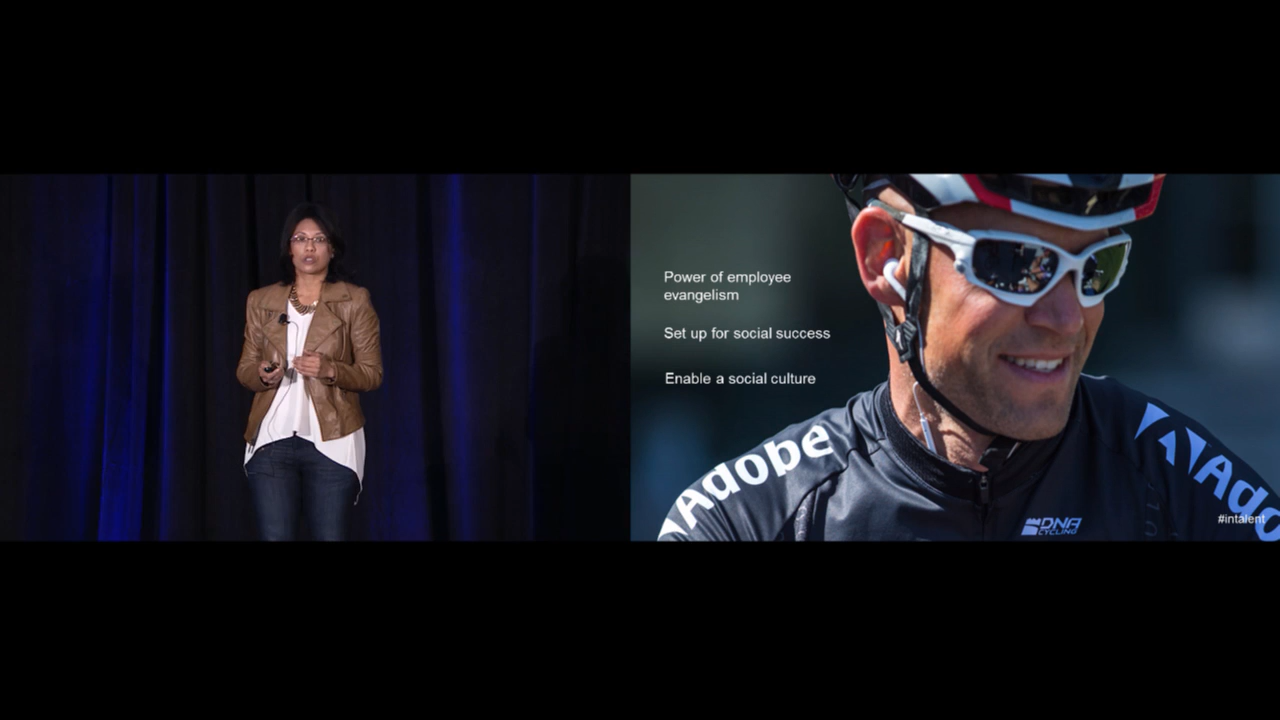 Power of employee
evangelism
Set up for social success
Enable a social culture
Adobe
Ado
DNA
CYCLING
#intalent